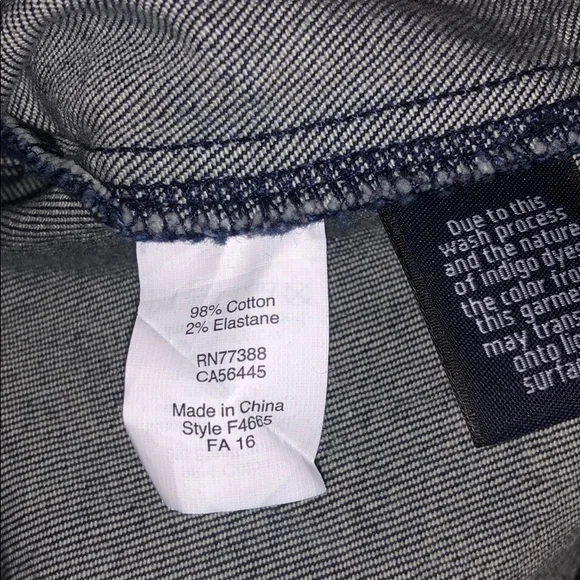 98% Cotton
2% Elastane
RN77388
CA56445
Made in China
Style F4665
FA 16
Due to this
wash process
and the nature
of indigo dyes
the color from
this
may
onto